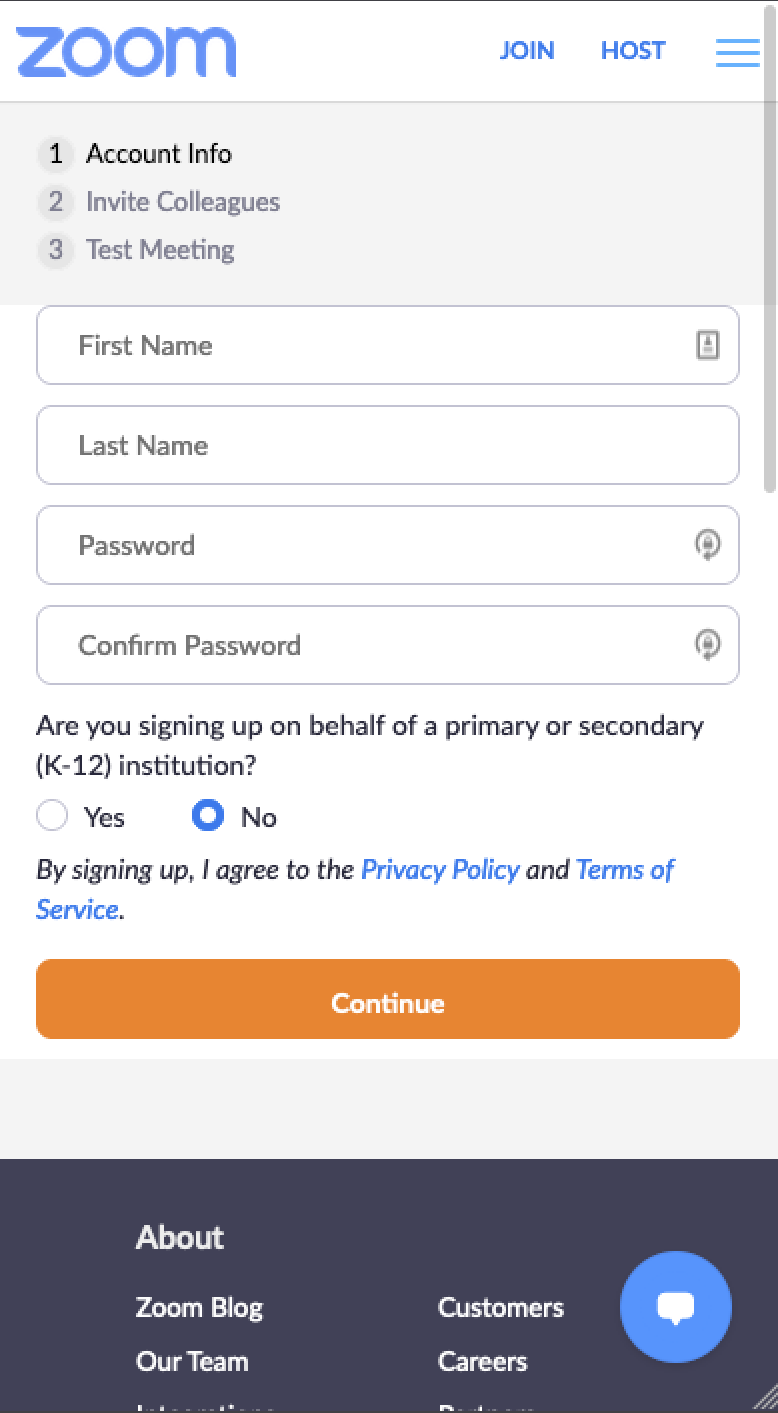 zoom JOIN HOST
1 Account Info
2 Invite Colleagues
3 Test Meeting
First Name
Last Name
Password
Confirm Password
Are you signing up on behalf of a primary or secondary
(K-12) institution?
Yes No
By signing up, I agree to the Privacy Policy and Terms of
Service.
Continue
About
Zoom Blog Customers
Our Team Careers